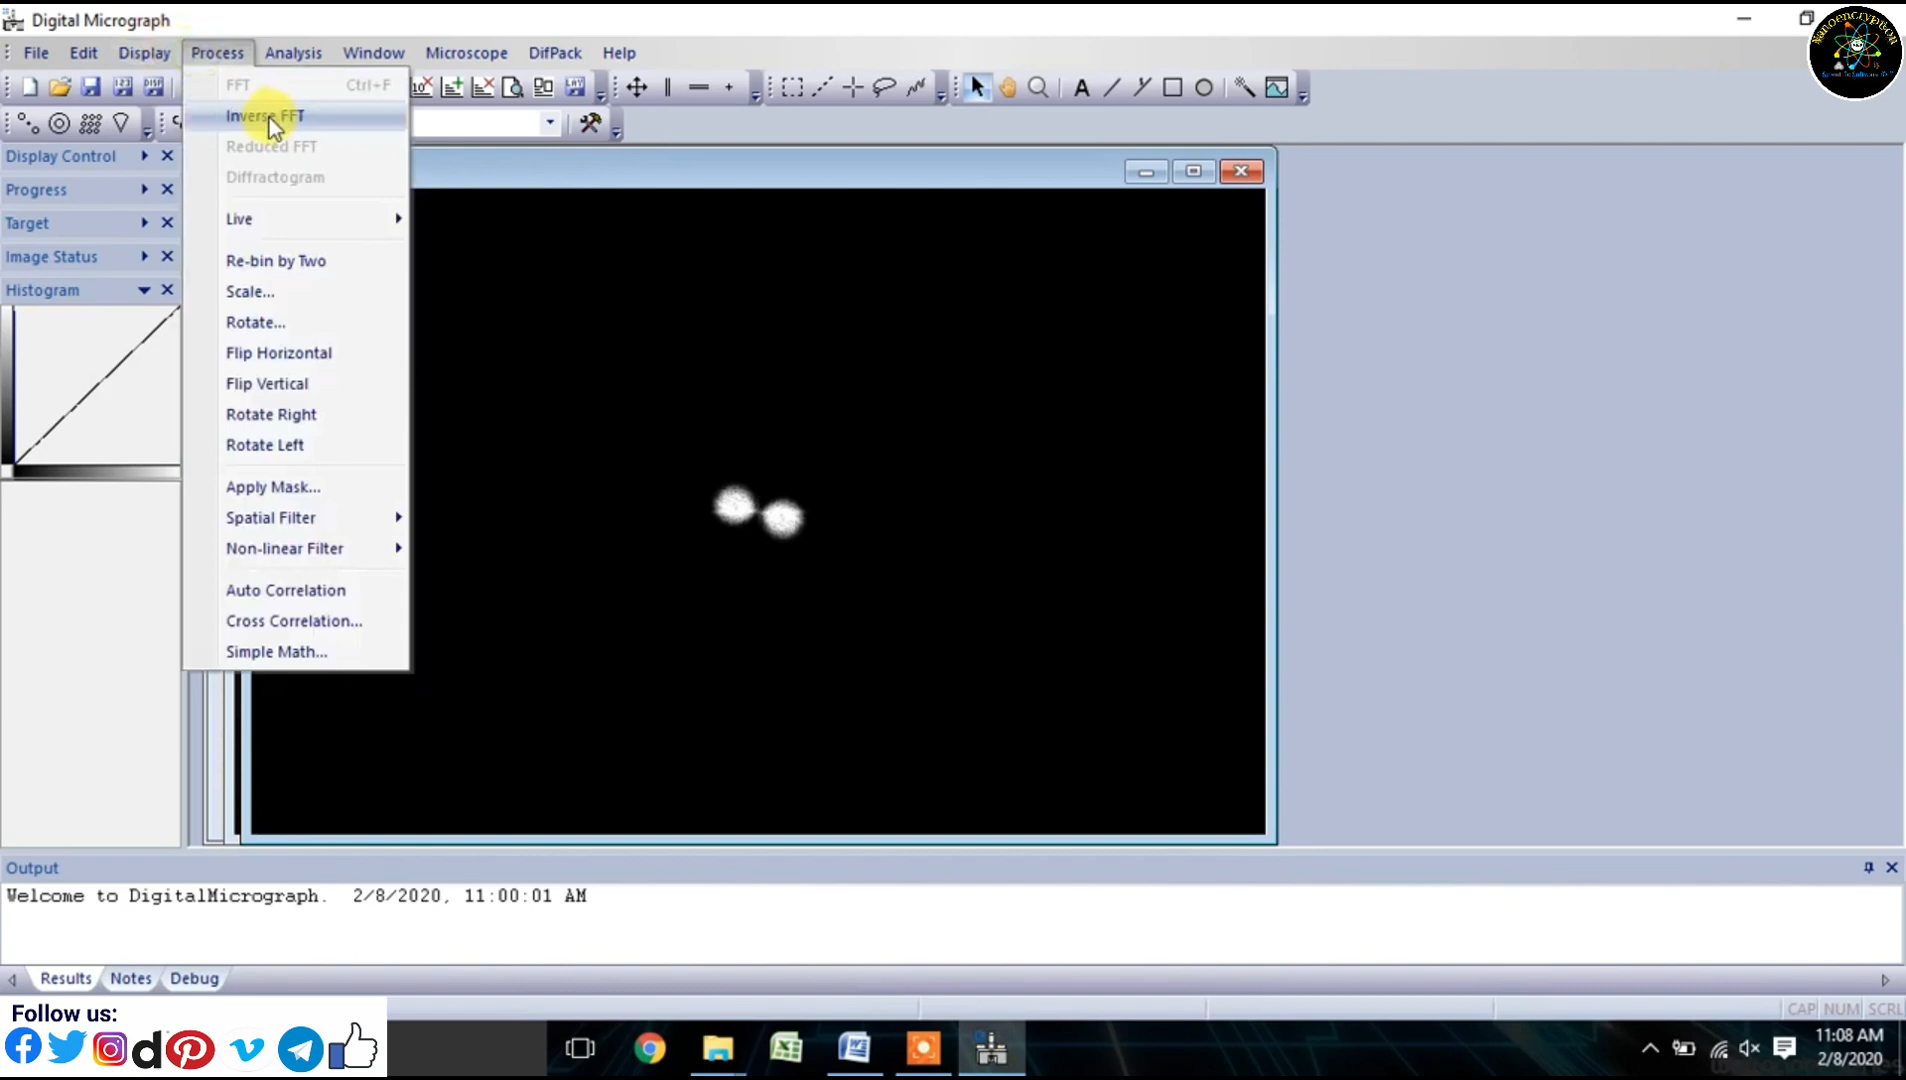 Digital Micrograph
Nanoencryption
File Edit Display Process Analysis Window Microscope DifPack Help
FFT Ctrl+F
Inverse FFT
Reduced FFT
Diffractogram
Live
Re-bin by Two
Scale...
Rotate...
Flip Horizontal
Flip Vertical
Rotate Right
Rotate Left
Apply Mask...
Spatial Filter
Non-linear Filter
Auto Correlation
Cross Correlation...
Simple Math...
Display Control
Progress
Target
Image Status
Histogram
Output
Welcome to DigitalMicrograph. 2/8/2020, 11:00:01 AM
Results Notes Debug
CAP NUM SCRL
Follow us:
11:08 AM
2/8/2020